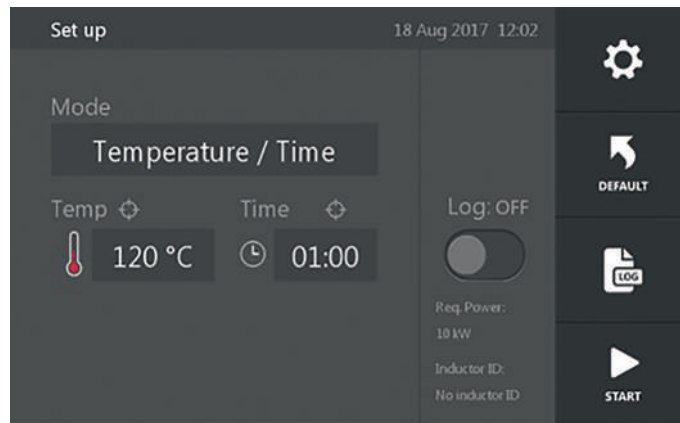 Set up
18 Aug 2017 12:02
Mode
Temperature / Time
Temp
Time
120 °C
01:00
Log: OFF
Req. Power:
10 kW
Inductor ID:
No inductor ID
DEFAULT
LOG
START